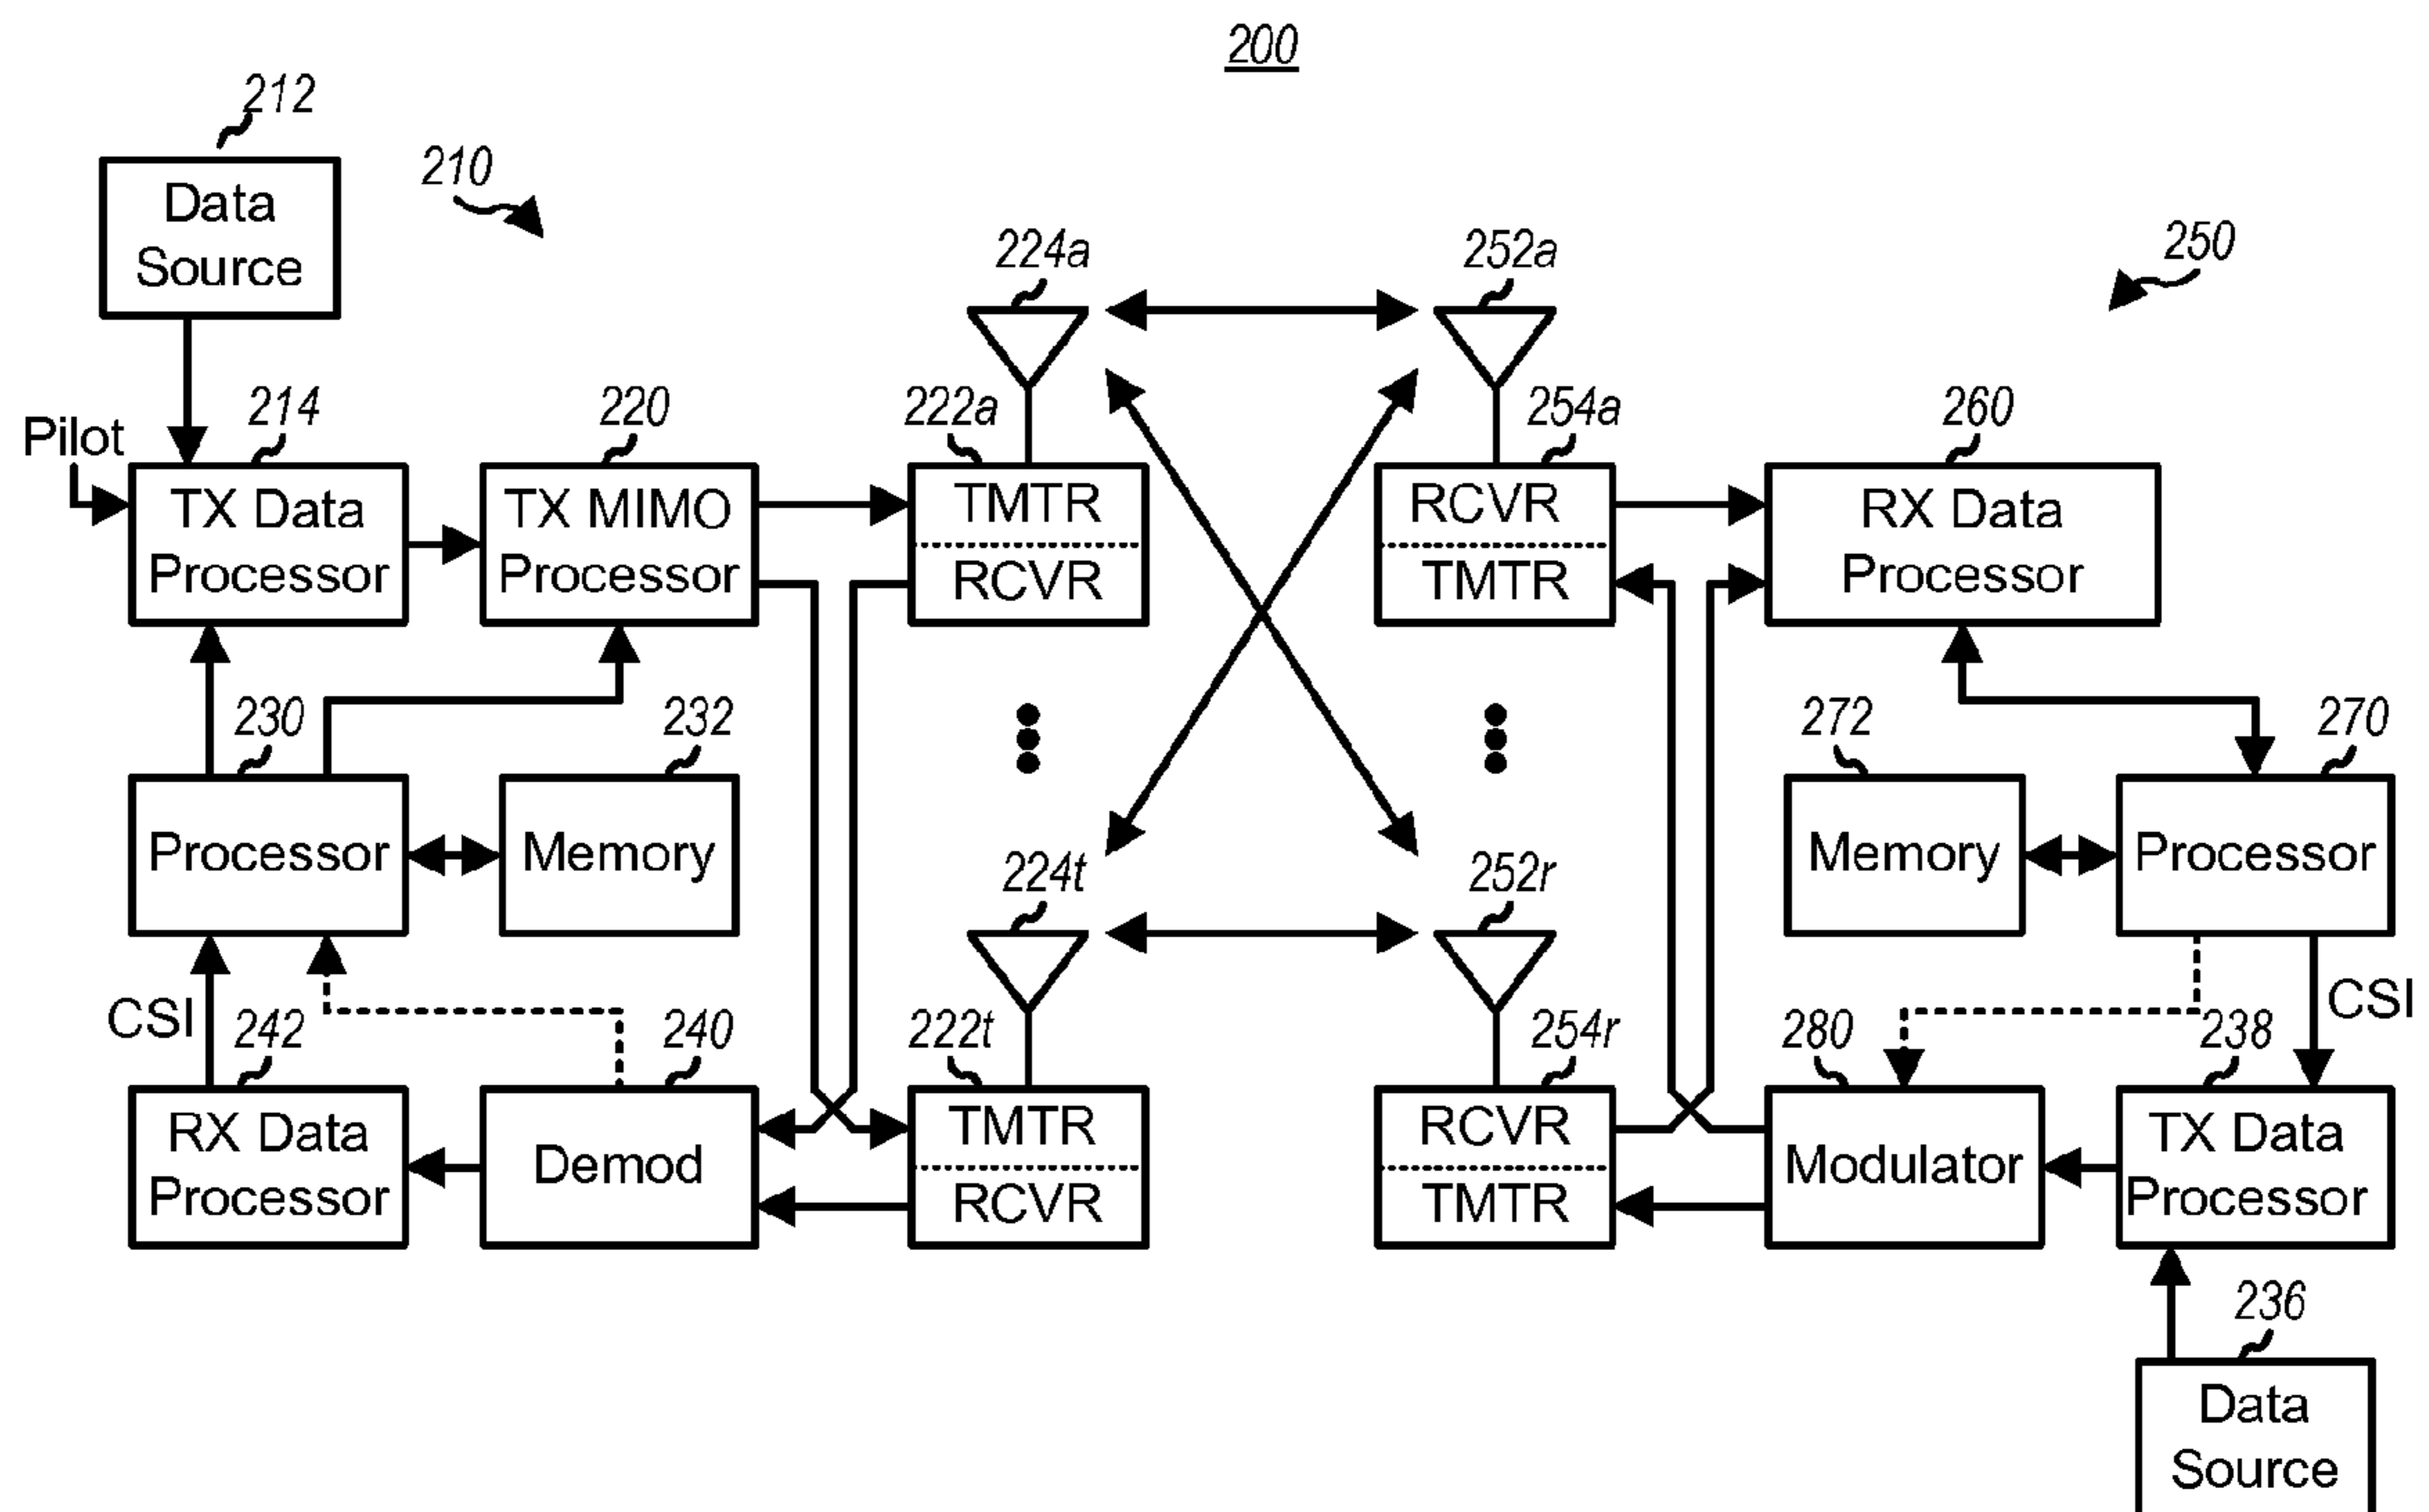 200
212
210
Data
Source
224a
252a
250
Pilot
214
220
222a
254a
260
TX Data
Processor
TX MIMO
Processor
TMTR
RCVR
RCVR
TMTR
RX Data
Processor
230
232
272
270
Processor
Memory
Memory
Processor
224t
252r
CSI
242
240
222t
254r
280
238
CSI
RX Data
Processor
Demod
TMTR
RCVR
RCVR
TMTR
Modulator
TX Data
Processor
236
Data
Source